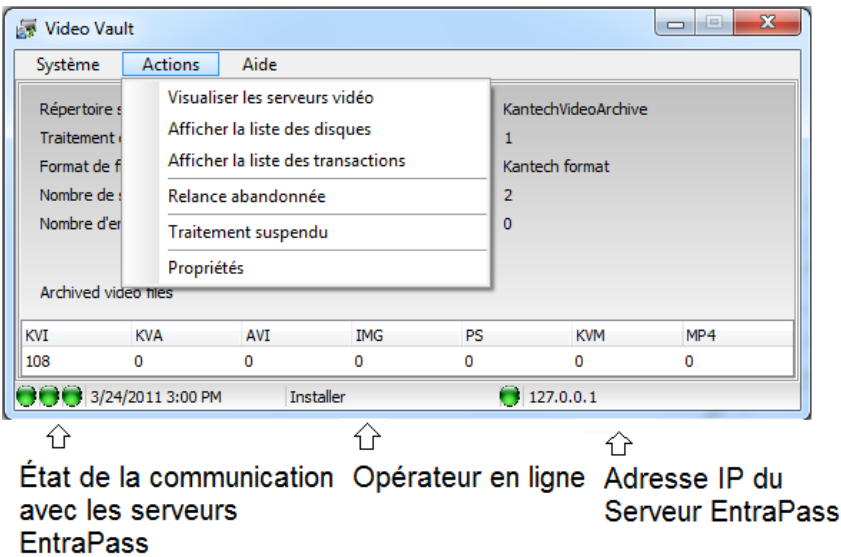 Video Vault
Système Actions Aide
Visualiser les serveurs vidéo
Afficher la liste des disques
Afficher la liste des transactions
Relance abandonnée
Traitement suspendu
Propriétés
Répertoire KantechVideoArchive
Traitement 1
Format de Kantech format
Nombre de 2
Nombre 0
Archived video files
KVI KVA AVI IMG PS KVM MP4
108 0 0 0 0 0 0
3/24/2011 3:00 PM Installer 127.0.0.1
État de la communication
avec les serveurs
EntraPass
Opérateur en ligne
Adresse IP du
Serveur EntraPass